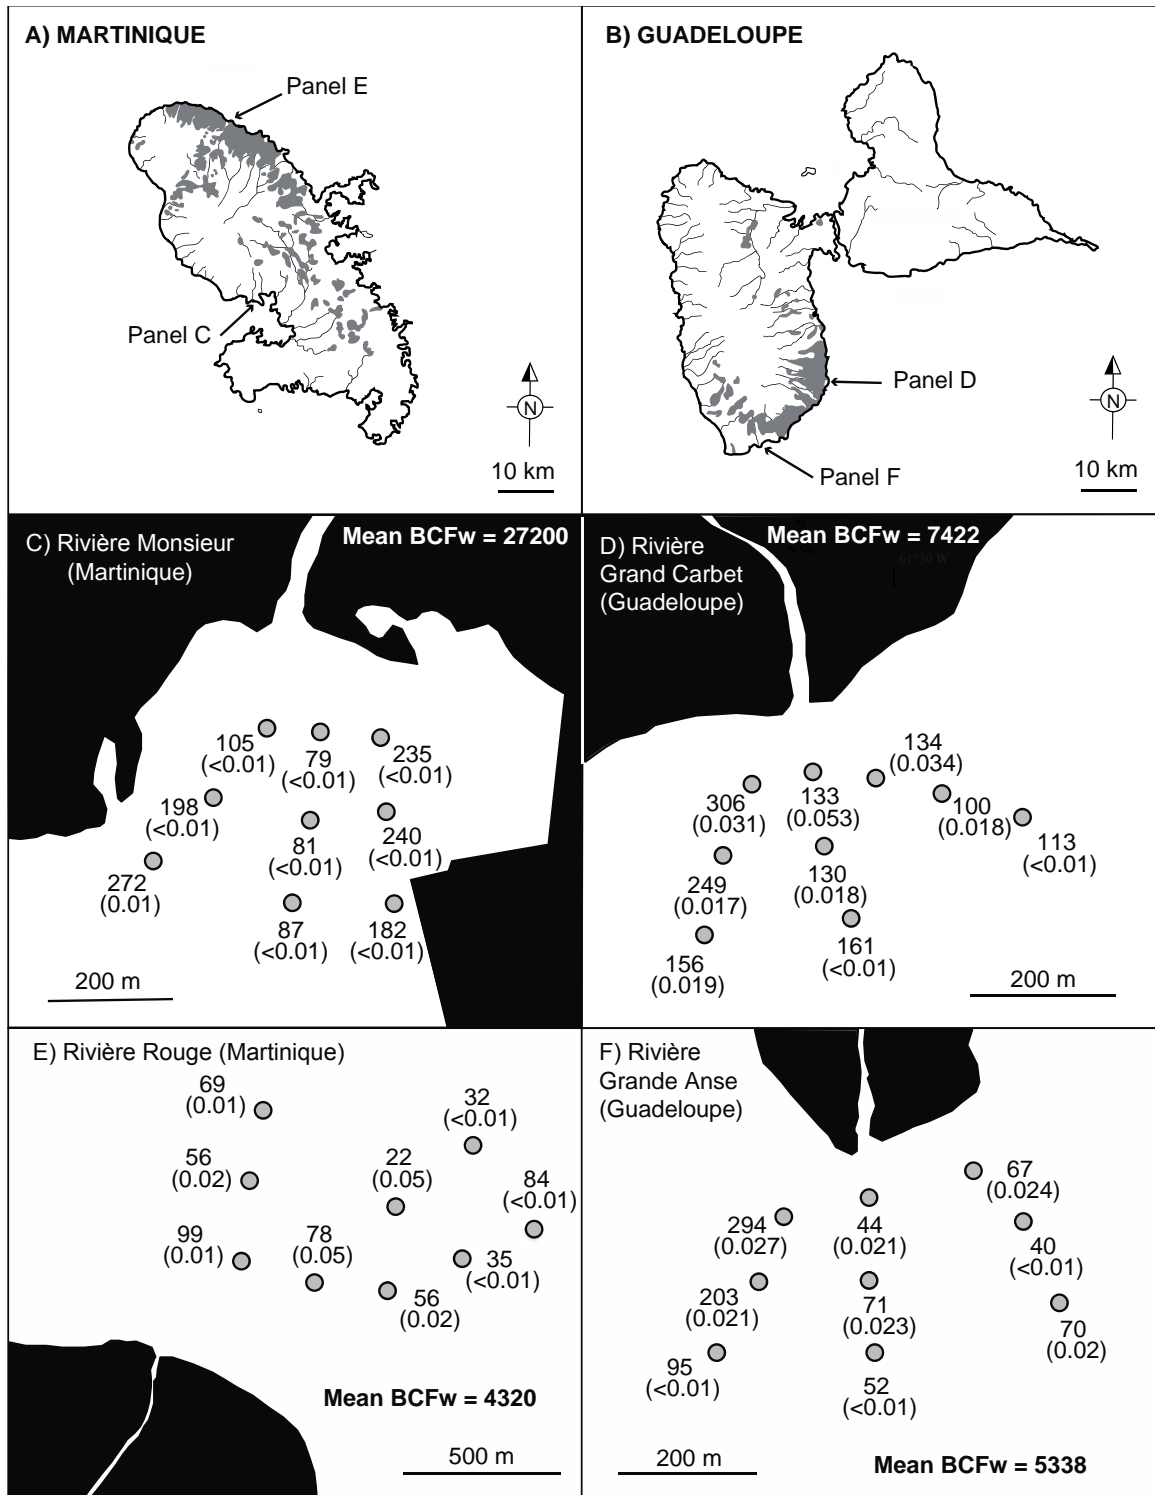 A) MARTINIQUE
Panel E
Panel C
N
10 km
B) GUADELOUPE
Panel D
Panel F
N
10 km
C) Rivière Monsieur
(Martinique)
Mean BCFw = 27200
105
(<0.01)
79
(<0.01)
235
(<0.01)
198
(<0.01)
81
(<0.01)
240
(<0.01)
272
(0.01)
87
(<0.01)
182
(<0.01)
200 m
D) Rivière
Grand Carbet
(Guadeloupe)
Mean BCFw = 7422
61°30 W
134
(0.034)
306
(0.031)
133
(0.053)
100
(0.018)
113
(<0.01)
249
(0.017)
130
(0.018)
156
(0.019)
161
(<0.01)
200 m
E) Rivière Rouge (Martinique)
69
(0.01)
32
(<0.01)
56
(0.02)
22
(0.05)
84
(<0.01)
99
(0.01)
78
(0.05)
35
(<0.01)
56
(0.02)
Mean BCFw = 4320
500 m
F) Rivière
Grande Anse
(Guadeloupe)
67
(0.024)
294
(0.027)
44
(0.021)
40
(<0.01)
203
(0.021)
71
(0.023)
70
(0.02)
95
(<0.01)
52
(<0.01)
200 m
Mean BCFw = 5338